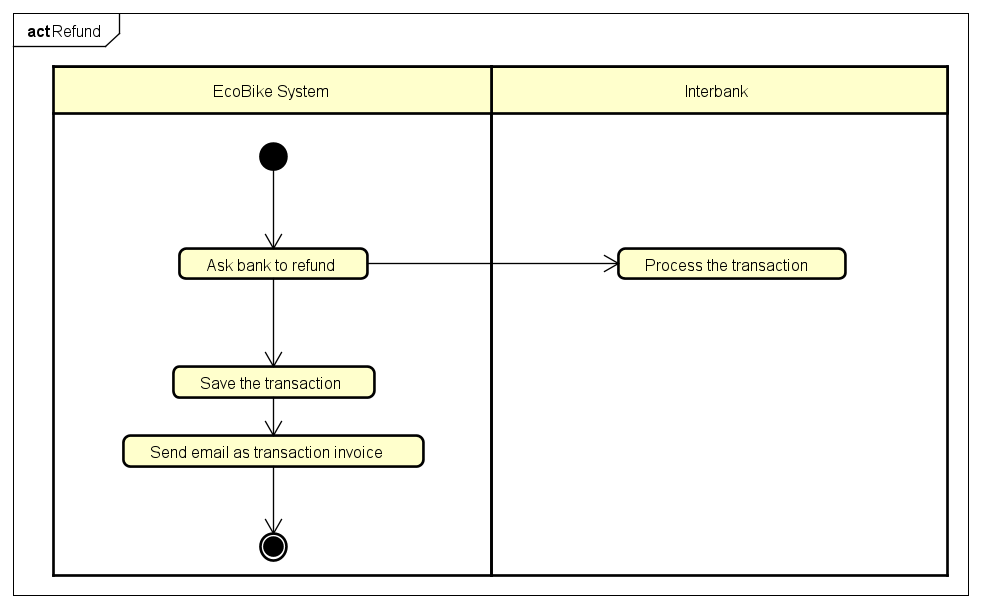 act Refund
EcoBike System
Interbank
Ask bank to refund
Process the transaction
Save the transaction
Send email as transaction invoice